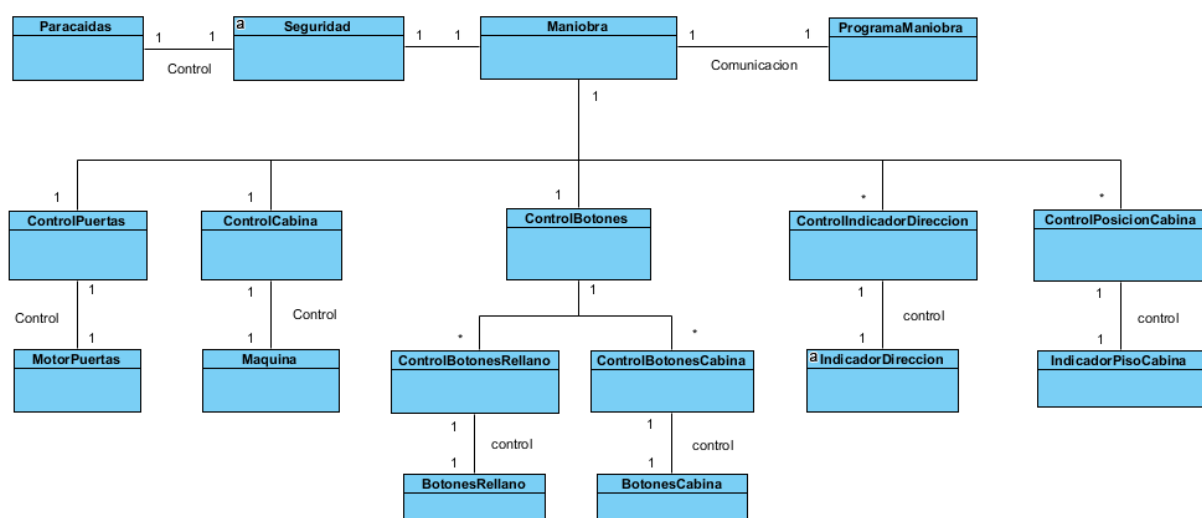 Paracaidas
a
Seguridad
Maniobra
ProgramaManiobra
1
1
1
1
1
1
Control
Comunicacion
1
1
1
1
*
*
ControlPuertas
ControlCabina
ControlBotones
ControlIndicadorDireccion
ControlPosicionCabina
1
1
1
1
1
Control
Control
control
control
1
1
*
*
1
1
MotorPuertas
Maquina
ControlBotonesRellano
ControlBotonesCabina
a
IndicadorDireccion
IndicadorPisoCabina
1
1
control
control
1
1
BotonesRellano
BotonesCabina